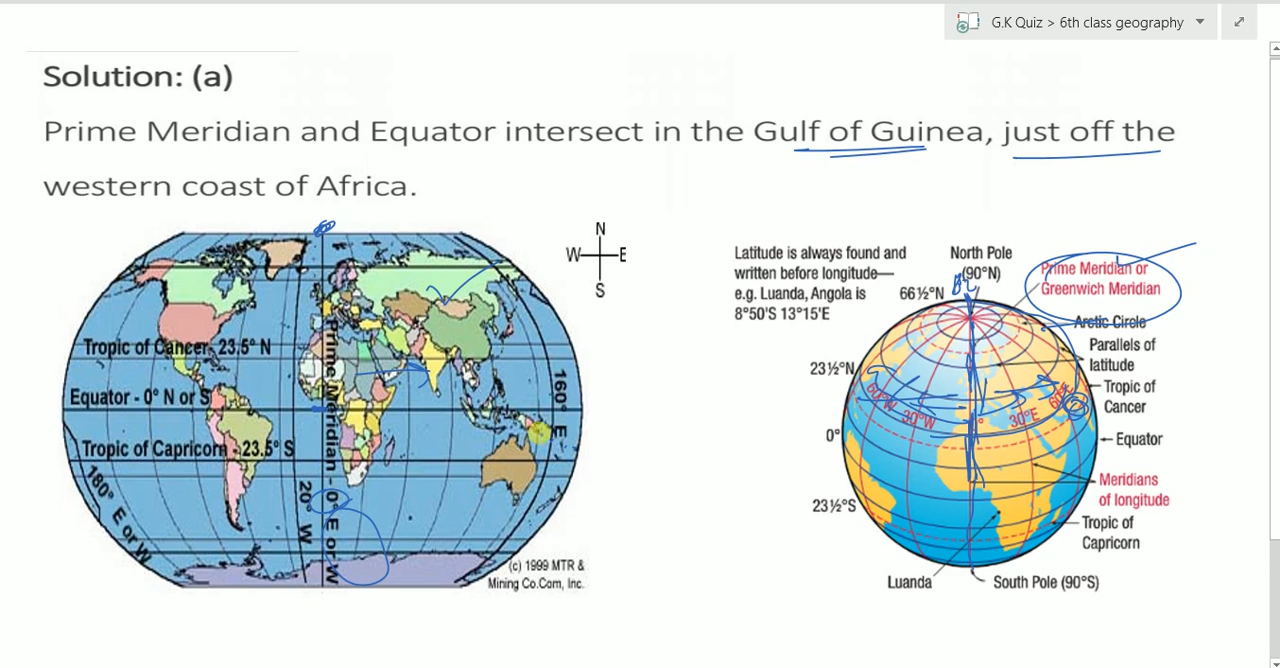 G.K Quiz > 6th class geography
Solution: (a)
Prime Meridian and Equator intersect in the Gulf of Guinea, just off the
western coast of Africa.
N
W E
S
Tropic of Cancer- 23.5° N
Equator - 0° N or S
Tropic of Capricorn - 23.5° S
180° E or W
20° W
Prime Meridian - 0° E or W
160° E
(c) 1999 MTR &
Mining Co.Com, Inc.
Latitude is always found and
written before longitude—
e.g. Luanda, Angola is
8°50'S 13°15'E
North Pole
(90°N)
Prime Meridian or
Greenwich Meridian
66½°N
Arctic Circle
Parallels of
latitude
23½°N
Tropic of
Cancer
60°W
30°W
30°E
60°E
0°
Equator
Meridians
of longitude
23½°S
Tropic of
Capricorn
Luanda
South Pole (90°S)